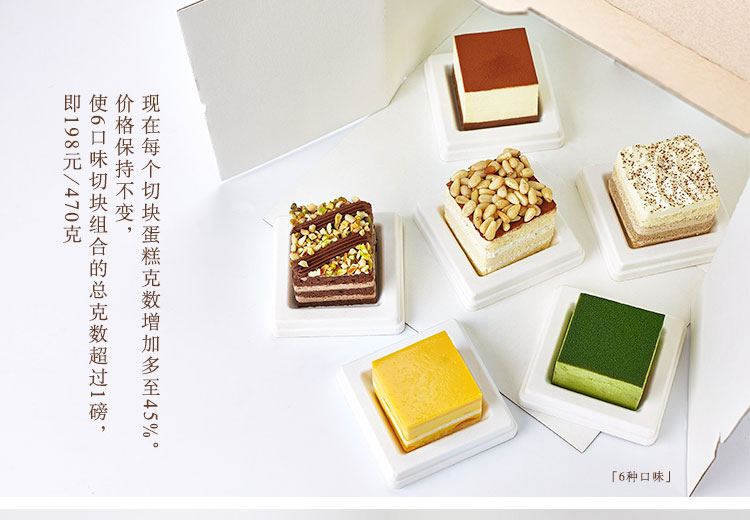 现在每个切块蛋糕克数增加多至45%。
价格保持不变，
使6口味切块组合的总克数超过1磅，
即198元/470克
「6种口味」